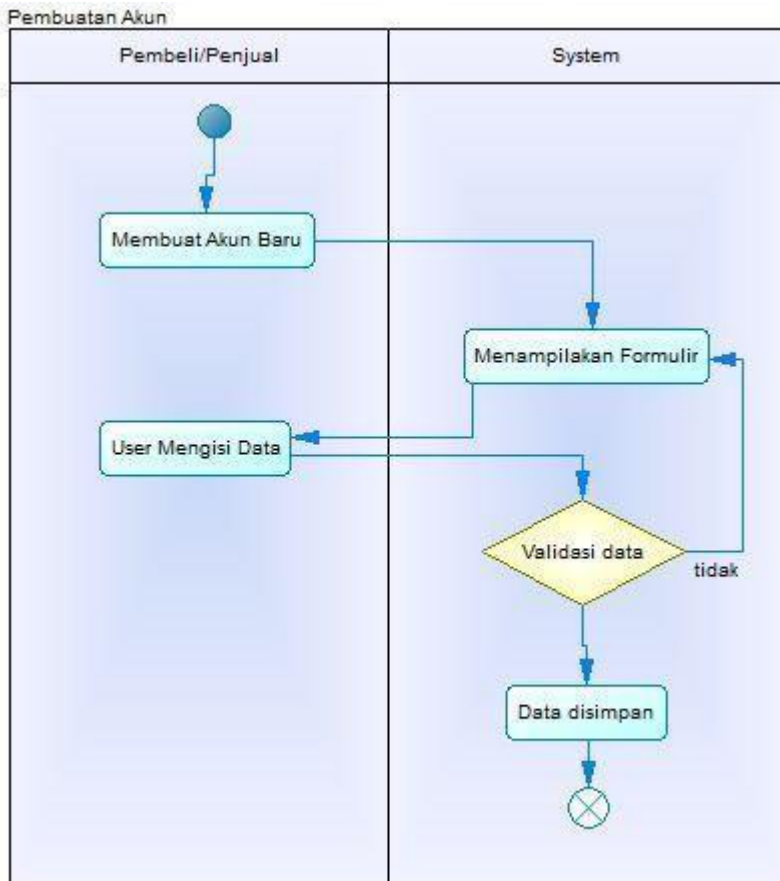 Pembuatan Akun
Pembeli/Penjual
System
Membuat Akun Baru
Menampilakan Formulir
User Mengisi Data
Validasi data
tidak
Data disimpan